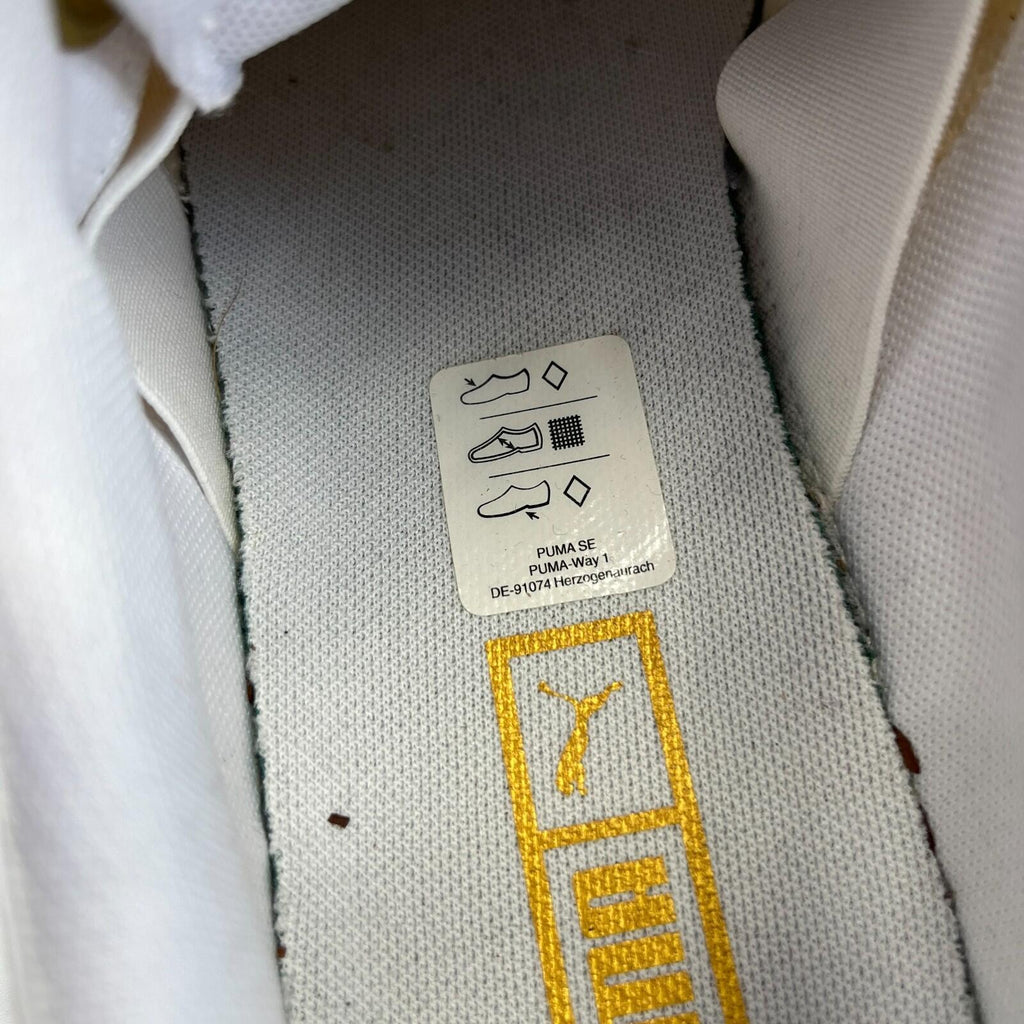 PUMA SE
PUMA-Way 1
DE-91074 Herzogenaurach